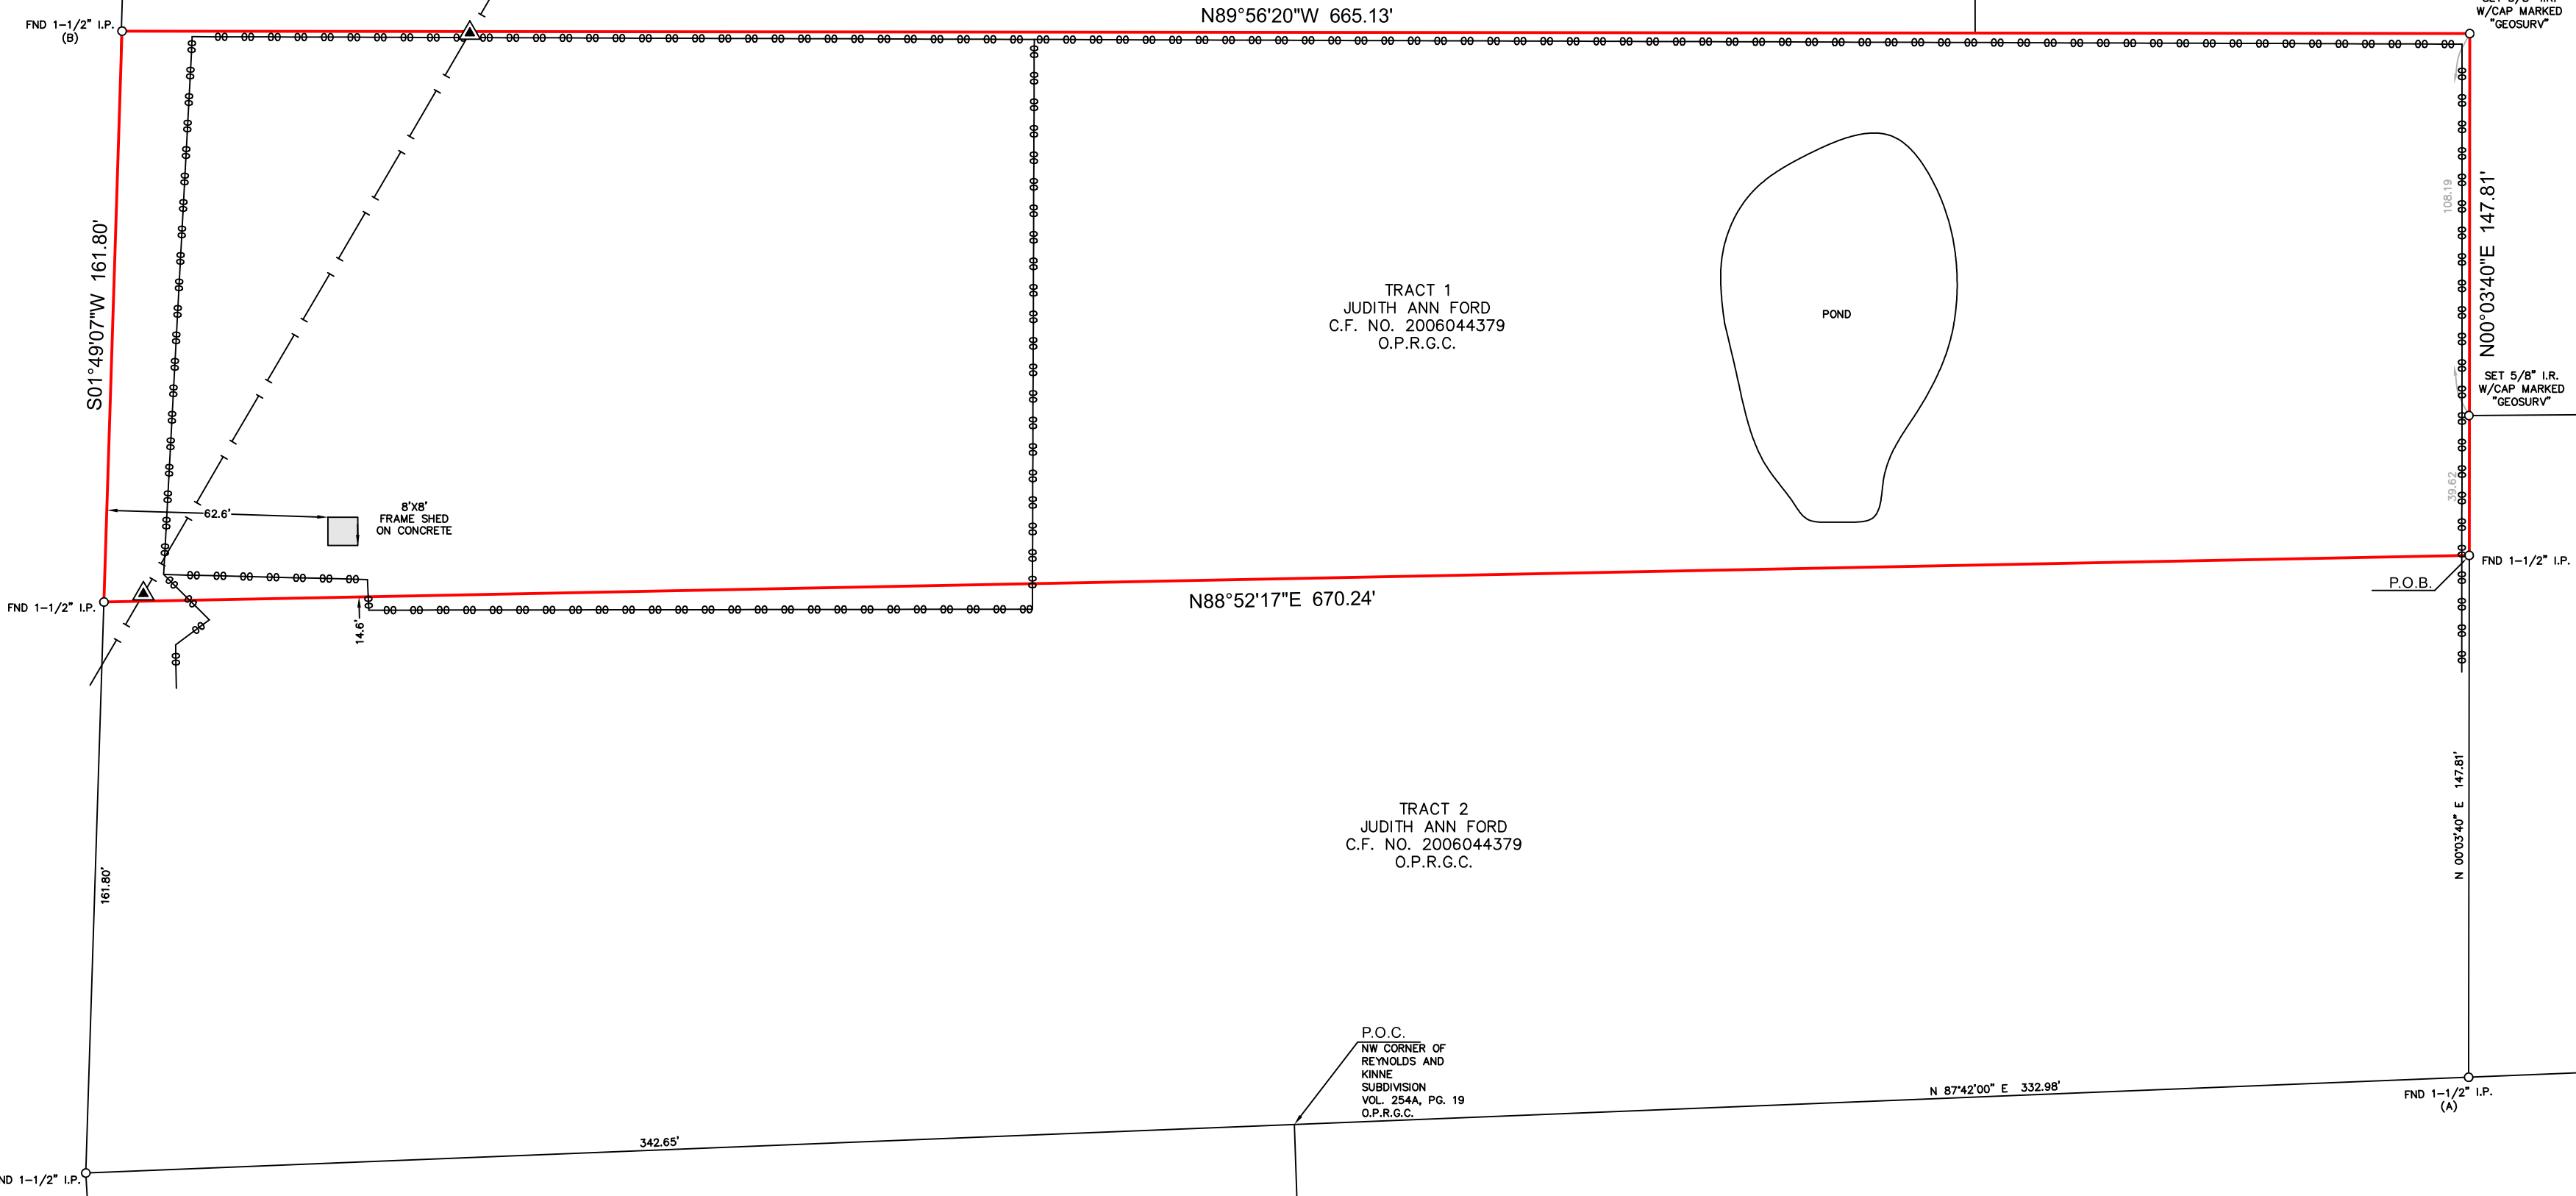 N89°56'20"W 665.13'
FND 1-1/2" I.P.
(B)
W/CAP MARKED
"GEOSURV"
S01°49'07"W 161.80'
108.19
N00°03'40"E 147.81'
TRACT 1
JUDITH ANN FORD
C.F. NO. 2006044379
O.P.R.G.C.
POND
SET 5/8" I.R.
W/CAP MARKED
"GEOSURV"
39.62
62.6'
8'X8'
FRAME SHED
ON CONCRETE
FND 1-1/2" I.P.
P.O.B.
FND 1-1/2" I.P.
14.6'
N88°52'17"E 670.24'
TRACT 2
JUDITH ANN FORD
C.F. NO. 2006044379
O.P.R.G.C.
N 00°03'40" E 147.81'
161.80'
P.O.C.
NW CORNER OF
REYNOLDS AND
KINNE
SUBDIVISION
VOL. 254A, PG. 19
O.P.R.G.C.
N 87°42'00" E 332.98'
FND 1-1/2" I.P.
(A)
342.65'
ND 1-1/2" I.P.